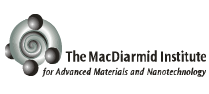 The MacDiarmid Institute
for Advanced Materials and Nanotechnology